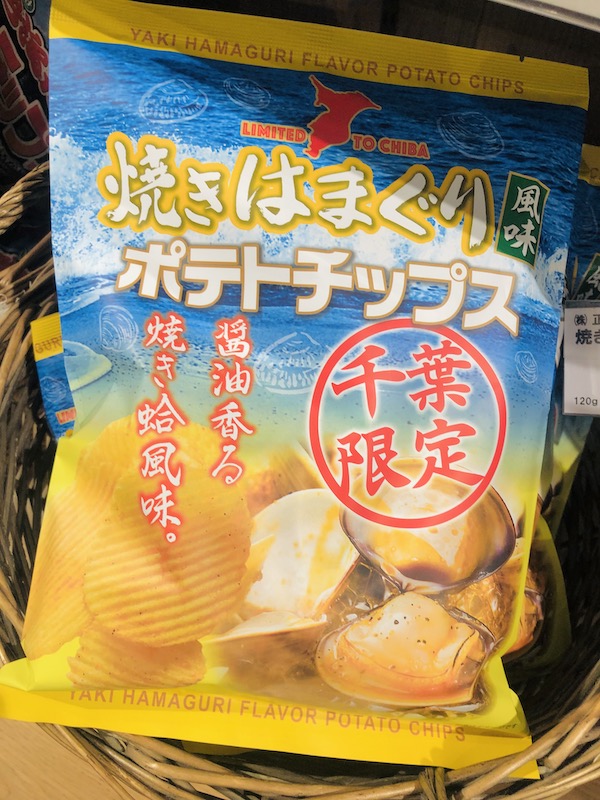 YAKI HAMAGURI FLAVOR POTATO CHIPS
LIMITED TO CHIBA
焼きはまぐり風味
ポテトチップス
醤油香る
焼き蛤風味。
千葉
限定
YAKI HAMAGURI FLAVOR POTATO CHIPS
焼き
120g